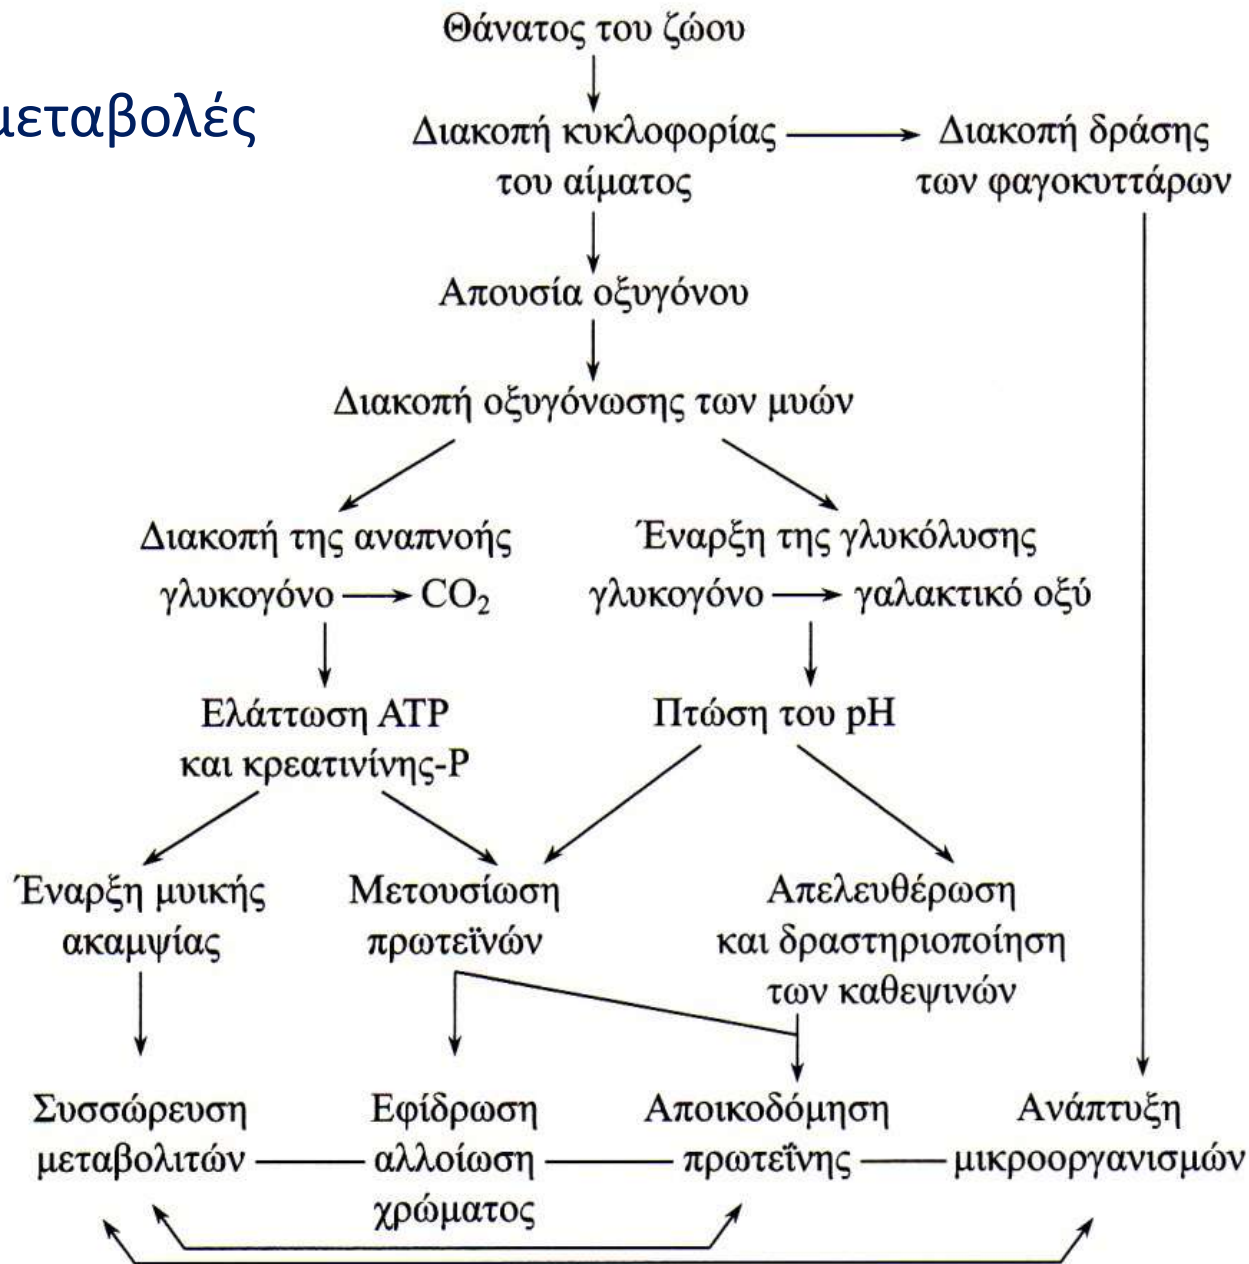 Θάνατος του ζώου
μεταβολές
Διακοπή κυκλοφορίας
του αίματος
Διακοπή δράσης
των φαγοκυττάρων
Απουσία οξυγόνου
Διακοπή οξυγόνωσης των μυών
Διακοπή της αναπνοής
γλυκογόνο → CO₂
Έναρξη της γλυκόλυσης
γλυκογόνο → γαλακτικό οξύ
Ελάττωση ATP
και κρεατινίνης-P
Πτώση του pH
Έναρξη μυικής
ακαμψίας
Μετουσίωση
πρωτεϊνών
Απελευθέρωση
και δραστηριοποίηση
των καθεψινών
Συσσώρευση
μεταβολιτών
Εφίδρωση
αλλοίωση
χρώματος
Αποικοδόμηση
πρωτεΐνης
Ανάπτυξη
μικροοργανισμών